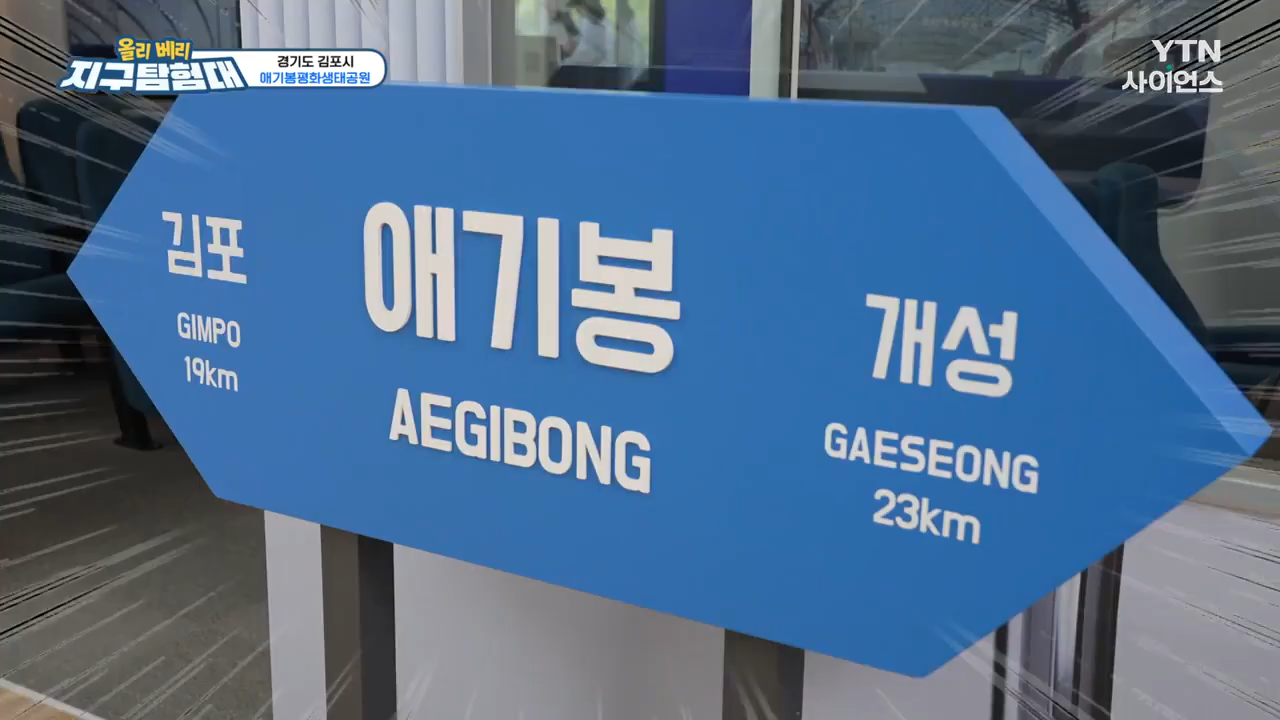 올리 베리
지구탐험대
경기도 김포시
애기봉평화생태공원
YTN
사이언스
김포
GIMPO
19km
애기봉
AEGIBONG
개성
GAESEONG
23km